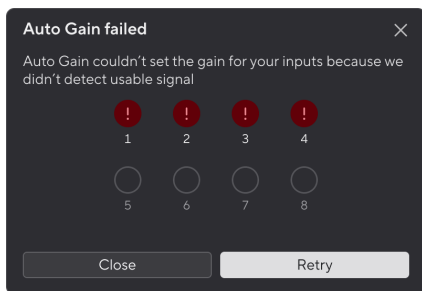 Auto Gain failed
Auto Gain couldn't set the gain for your inputs because we
didn't detect usable signal
! ! ! !
1 2 3 4
5 6 7 8
Close Retry